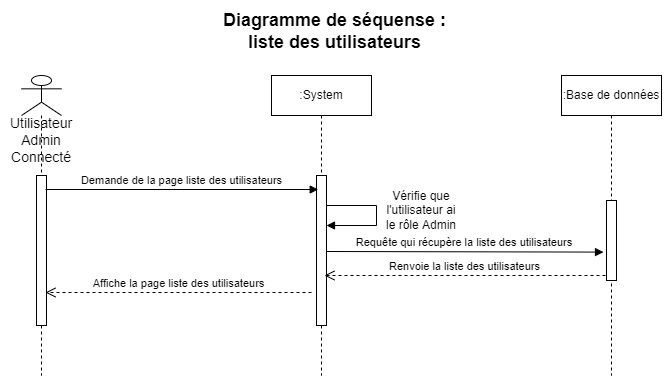 Diagramme de séquense :
liste des utilisateurs
:System
:Base de données
Utilisateur
Admin
Connecté
Demande de la page liste des utilisateurs
Vérifie que
l'utilisateur ai
le rôle Admin
Requête qui récupère la liste des utilisateurs
Renvoie la liste des utilisateurs
Affiche la page liste des utilisateurs